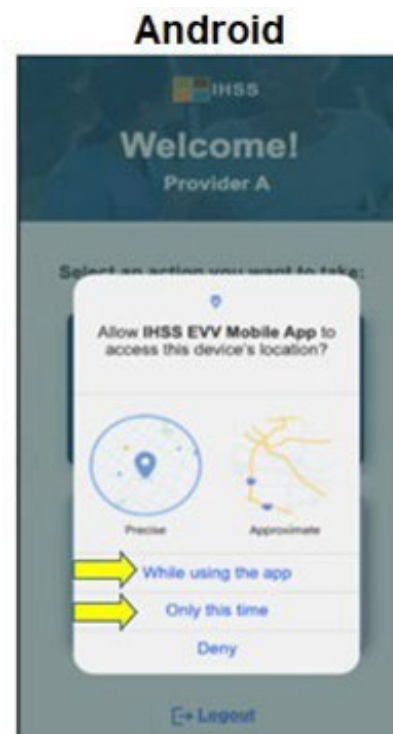 Android
IHSS
Welcome!
Provider A
Select an action you want to take:
Allow IHSS EVV Mobile App to
access this device's location?
Precise
Approximate
While using the app
Only this time
Deny
Logout